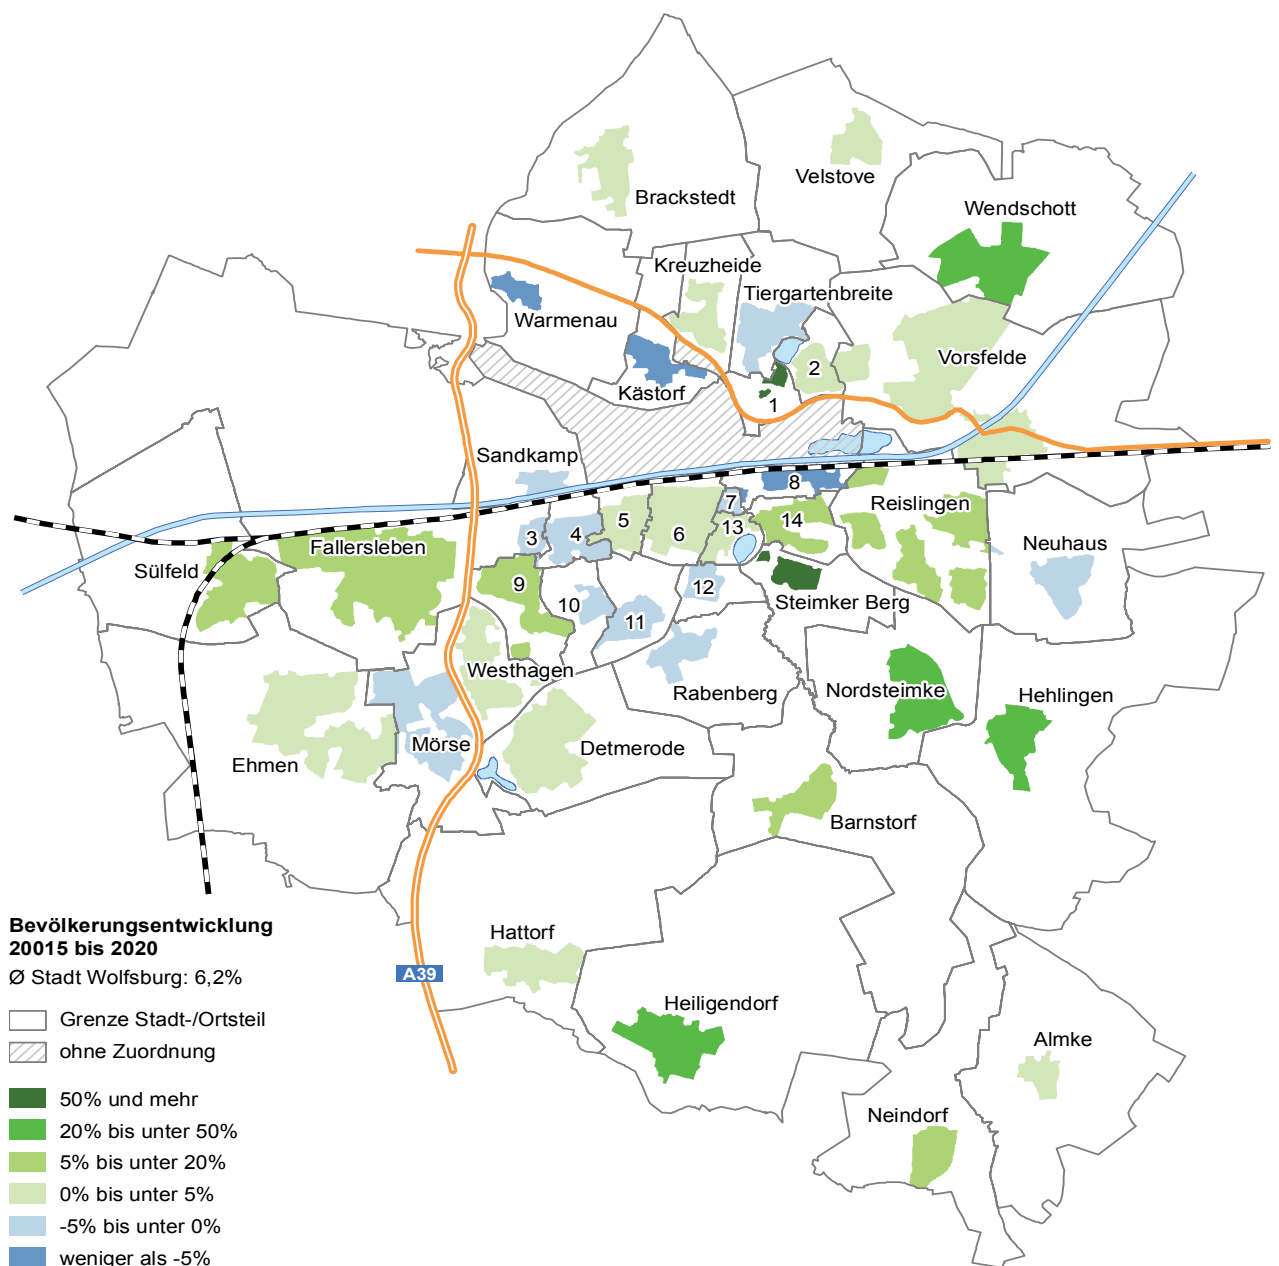 Brackstedt
Velstove
Wendschott
Kreuzheide
Tiergartenbreite
Warmenau
Vorsfelde
Kästorf
2
1
Sandkamp
8
7
Reislingen
5
14
13
3
4
6
Fallersleben
Neuhaus
Sülfeld
9
12
10
Steimker Berg
11
Westhagen
Rabenberg
Nordsteimke
Hehlingen
Mörse
Detmerode
Ehmen
Barnstorf
Bevölkerungsentwicklung
20015 bis 2020
Ø Stadt Wolfsburg: 6,2%
Grenze Stadt-/Ortsteil
ohne Zuordnung
50% und mehr
20% bis unter 50%
5% bis unter 20%
0% bis unter 5%
-5% bis unter 0%
weniger als -5%
Hattorf
A39
Heiligendorf
Almke
Neindorf